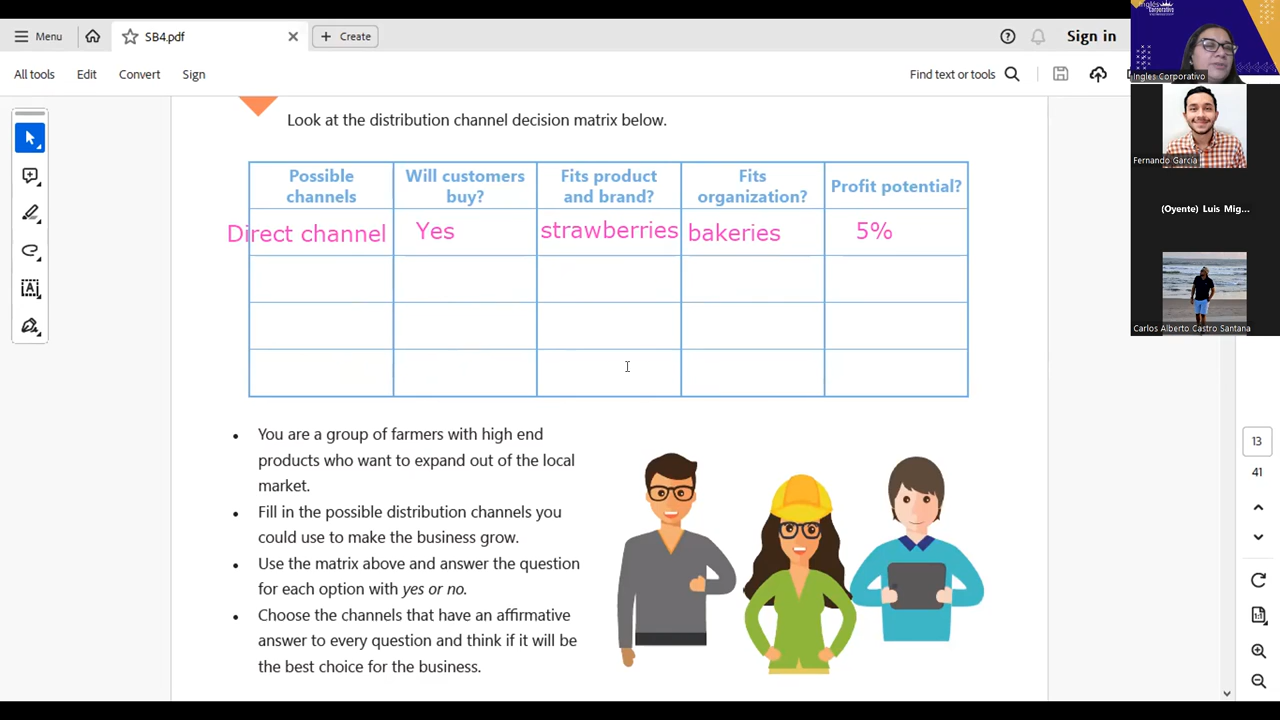 Menu
SB4.pdf
Create
Sign in
All tools
Edit
Convert
Sign
Find text or tools
Look at the distribution channel decision matrix below.
Possible channels
Will customers buy?
Fits product and brand?
Fits organization?
Profit potential?
Direct channel
Yes
strawberries
bakeries
5%
You are a group of farmers with high end
products who want to expand out of the local
market.
Fill in the possible distribution channels you
could use to make the business grow.
Use the matrix above and answer the question
for each option with yes or no.
Choose the channels that have an affirmative
answer to every question and think if it will be
the best choice for the business.
Inglés
Corporativo
Ingles Corporativo
Fernando García
(Oyente) Luis Mig...
Carlos Alberto Castro Santana
13
41